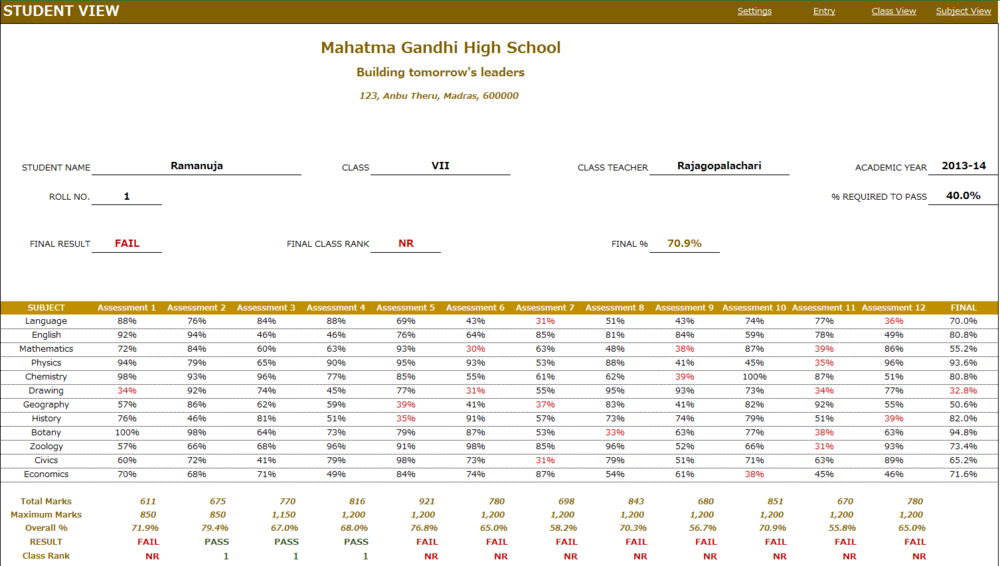 STUDENT VIEW Settings Entry Class View Subject View
Mahatma Gandhi High School
Building tomorrow's leaders
123, Anbu Theru, Madras, 600000
STUDENT NAME Ramanuja CLASS VII CLASS TEACHER Rajagopalachari ACADEMIC YEAR 2013-14
ROLL NO. 1 % REQUIRED TO PASS 40.0%
FINAL RESULT FAIL FINAL CLASS RANK NR FINAL % 70.9%
SUBJECT Assessment 1 Assessment 2 Assessment 3 Assessment 4 Assessment 5 Assessment 6 Assessment 7 Assessment 8 Assessment 9 Assessment 10 Assessment 11 Assessment 12 FINAL
Language 88% 76% 84% 88% 69% 43% 31% 51% 43% 74% 77% 36% 70.0%
English 92% 94% 46% 46% 76% 64% 85% 81% 84% 59% 78% 49% 80.8%
Mathematics 72% 84% 60% 63% 93% 30% 63% 48% 38% 87% 39% 86% 55.2%
Physics 94% 79% 65% 90% 95% 93% 53% 88% 41% 45% 35% 96% 93.6%
Chemistry 98% 93% 96% 77% 85% 55% 61% 62% 39% 100% 87% 51% 80.8%
Drawing 34% 92% 74% 45% 77% 31% 55% 95% 93% 73% 34% 77% 32.8%
Geography 57% 86% 62% 59% 39% 41% 37% 83% 41% 82% 92% 55% 50.6%
History 76% 46% 81% 51% 35% 91% 57% 73% 74% 79% 51% 39% 82.0%
Botany 100% 98% 64% 73% 79% 87% 53% 33% 63% 77% 38% 63% 94.8%
Zoology 57% 66% 68% 96% 91% 98% 85% 96% 52% 66% 31% 93% 73.4%
Civics 60% 72% 41% 79% 98% 73% 31% 79% 51% 71% 63% 89% 65.2%
Economics 70% 68% 71% 49% 84% 74% 87% 54% 61% 38% 45% 46% 71.6%
Total Marks 611 675 770 816 921 780 698 843 680 851 670 780
Maximum Marks 850 850 1,150 1,200 1,200 1,200 1,200 1,200 1,200 1,200 1,200 1,200
Overall % 71.9% 79.4% 67.0% 68.0% 76.8% 65.0% 58.2% 70.3% 56.7% 70.9% 55.8% 65.0%
RESULT FAIL PASS PASS PASS FAIL FAIL FAIL FAIL FAIL FAIL FAIL FAIL
Class Rank NR 1 1 1 NR NR NR NR NR NR NR NR